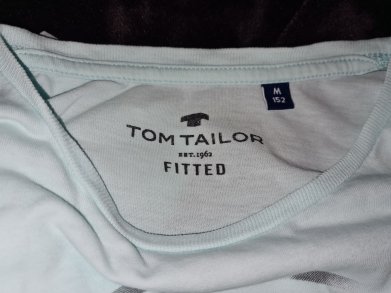 M
152
TOM TAILOR
EST. 1962
FITTED